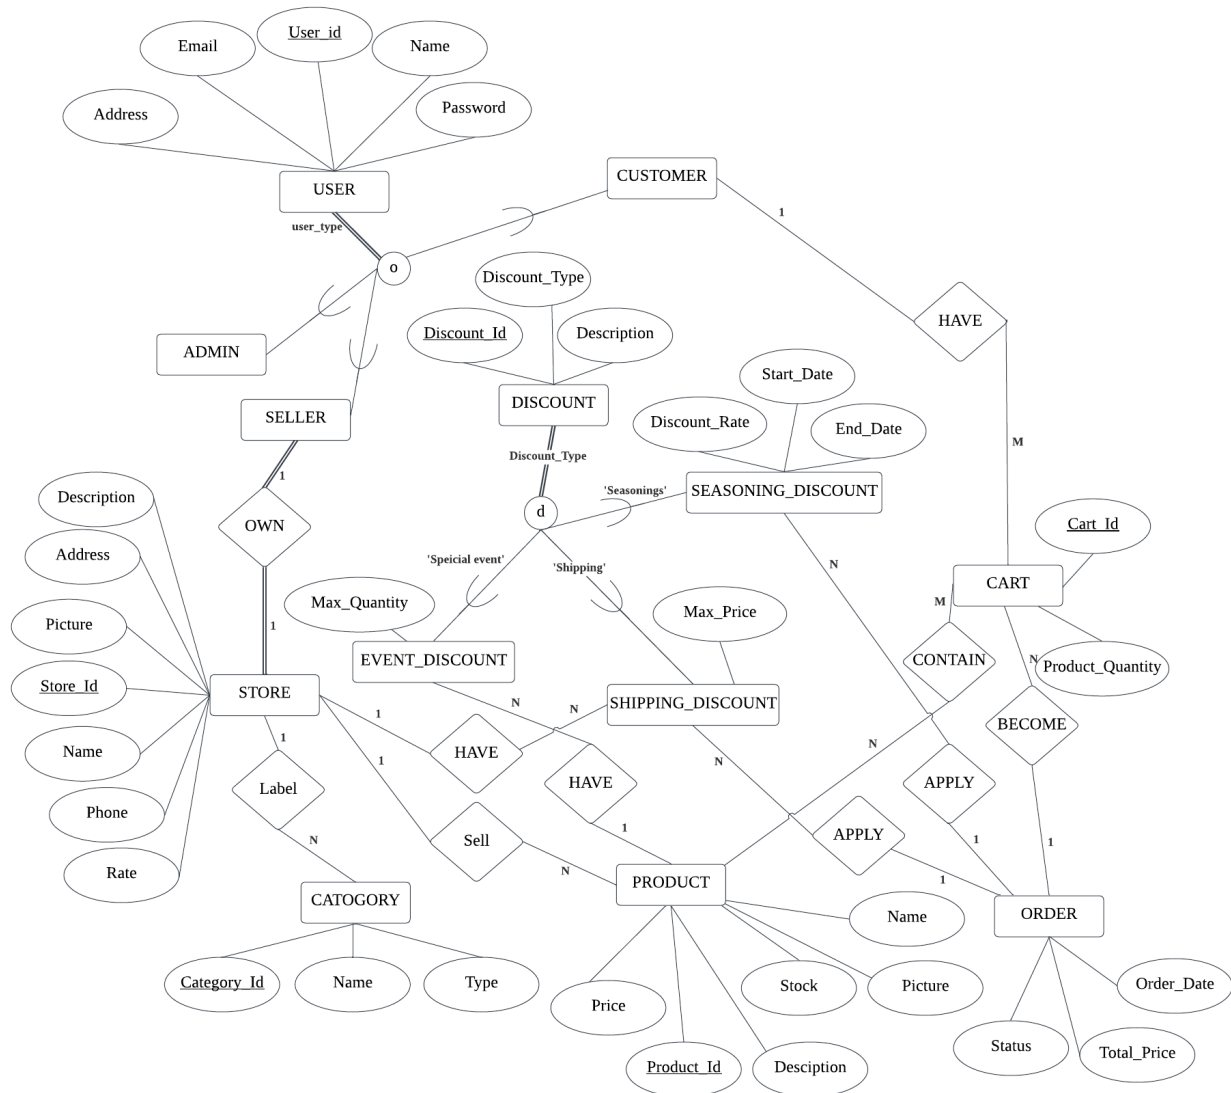 User_id
Email
Name
Address
Password
USER
CUSTOMER
user_type
1
o
Discount_Type
HAVE
Discount_Id
Description
ADMIN
Start_Date
DISCOUNT
SELLER
Discount_Rate
End_Date
M
Discount_Type
1
'Seasonings'
SEASONING_DISCOUNT
Description
d
Cart_Id
OWN
Address
'Speicial event'
'Shipping'
N
CART
Max_Quantity
M
Max_Price
Picture
1
EVENT_DISCOUNT
CONTAIN
N
Product_Quantity
Store_Id
STORE
N
SHIPPING_DISCOUNT
1
N
BECOME
1
HAVE
N
Name
1
N
Label
HAVE
APPLY
Phone
1
APPLY
N
Sell
1
1
Rate
N
PRODUCT
1
CATOGORY
Name
ORDER
Category_Id
Name
Type
Stock
Picture
Order_Date
Price
Status
Total_Price
Product_Id
Desciption